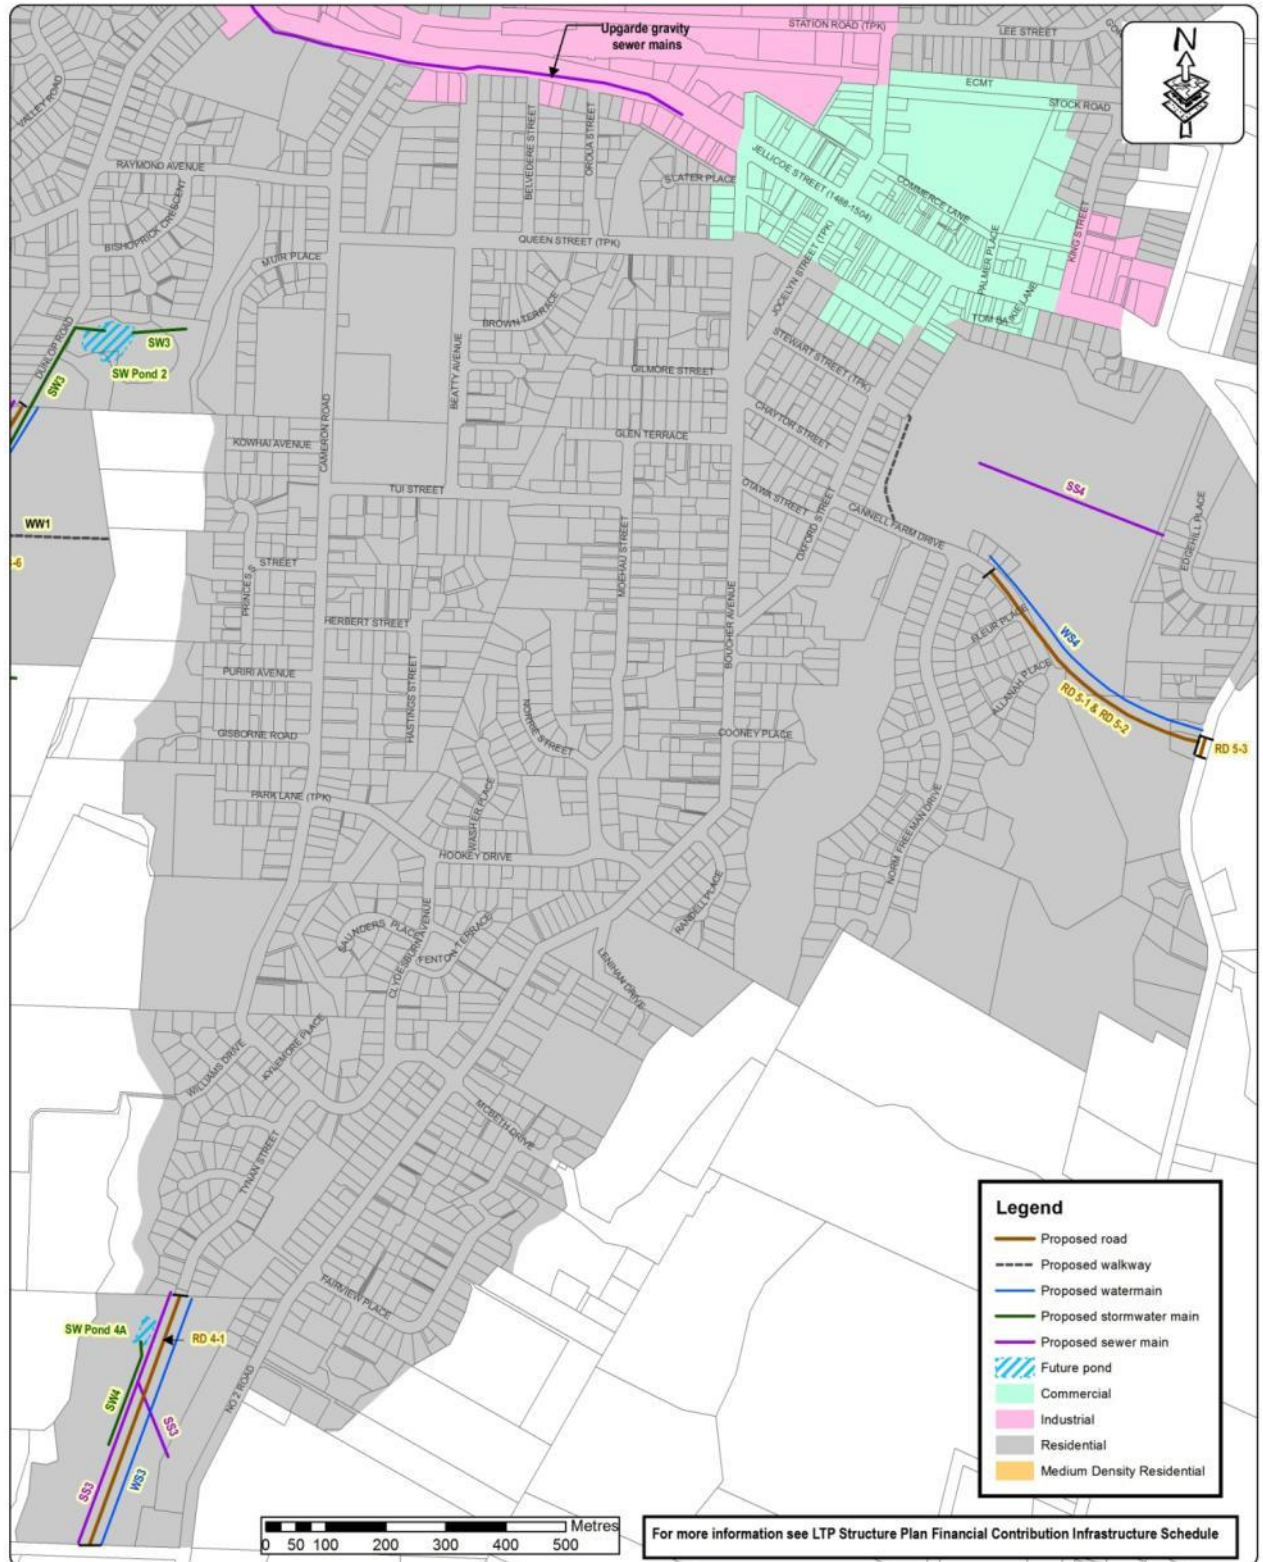 STATION ROAD (TPK)
LEE STREET
Upgarde gravity
sewer mains
N
ECMT
STOCK ROAD
VALLEY ROAD
RAYMOND AVENUE
BELVEDERE STREET
OROUA STREET
SLATER PLACE
JELLICOE STREET (1488-1504)
COMMERCE LANE
BISHOPRICK CRESCENT
QUEEN STREET (TPK)
MUIR PLACE
JOCELYN STREET (TPK)
PALMER PLACE
KING STREET
BROWN TERRACE
DUNLOP ROAD
SW3
SW3
SW Pond 2
STEWART STREET (TPK)
BEATTY AVENUE
GILMORE STREET
CHAYTOR STREET
KOWHAI AVENUE
CAMERON ROAD
GLEN TERRACE
TUI STREET
OTAWA STREET
OXFORD STREET
CANNELL FARM DRIVE
SS4
EDGEHILL PLACE
WW1
-6
PRINCESS
STREET
MOEHAU STREET
HERBERT STREET
BOUCHER AVENUE
FLEUR PLACE
WS4
PURIRI AVENUE
HASTINGS STREET
ALLANAH PLACE
RD 5-1 & RD 5-2
RD 5-3
GISBORNE ROAD
COONEY PLACE
PARK LANE (TPK)
WASHER PLACE
HOOKEY DRIVE
NORM FREEMAN DRIVE
RANDELL PLACE
SAUNDERS PLACE
CLYDESBURN AVENUE
FENTON TERRACE
LENIHAN DRIVE
WILLIAMS DRIVE
KYLEMORE PLACE
MCBETH DRIVE
TYNAN STREET
FAIRVIEW PLACE
NO 2 ROAD
SW Pond 4A
RD 4-1
SW4
SS3
SS3
WS3
Legend
Proposed road
Proposed walkway
Proposed watermain
Proposed stormwater main
Proposed sewer main
Future pond
Commercial
Industrial
Residential
Medium Density Residential
Metres
0 50 100 200 300 400 500
For more information see LTP Structure Plan Financial Contribution Infrastructure Schedule